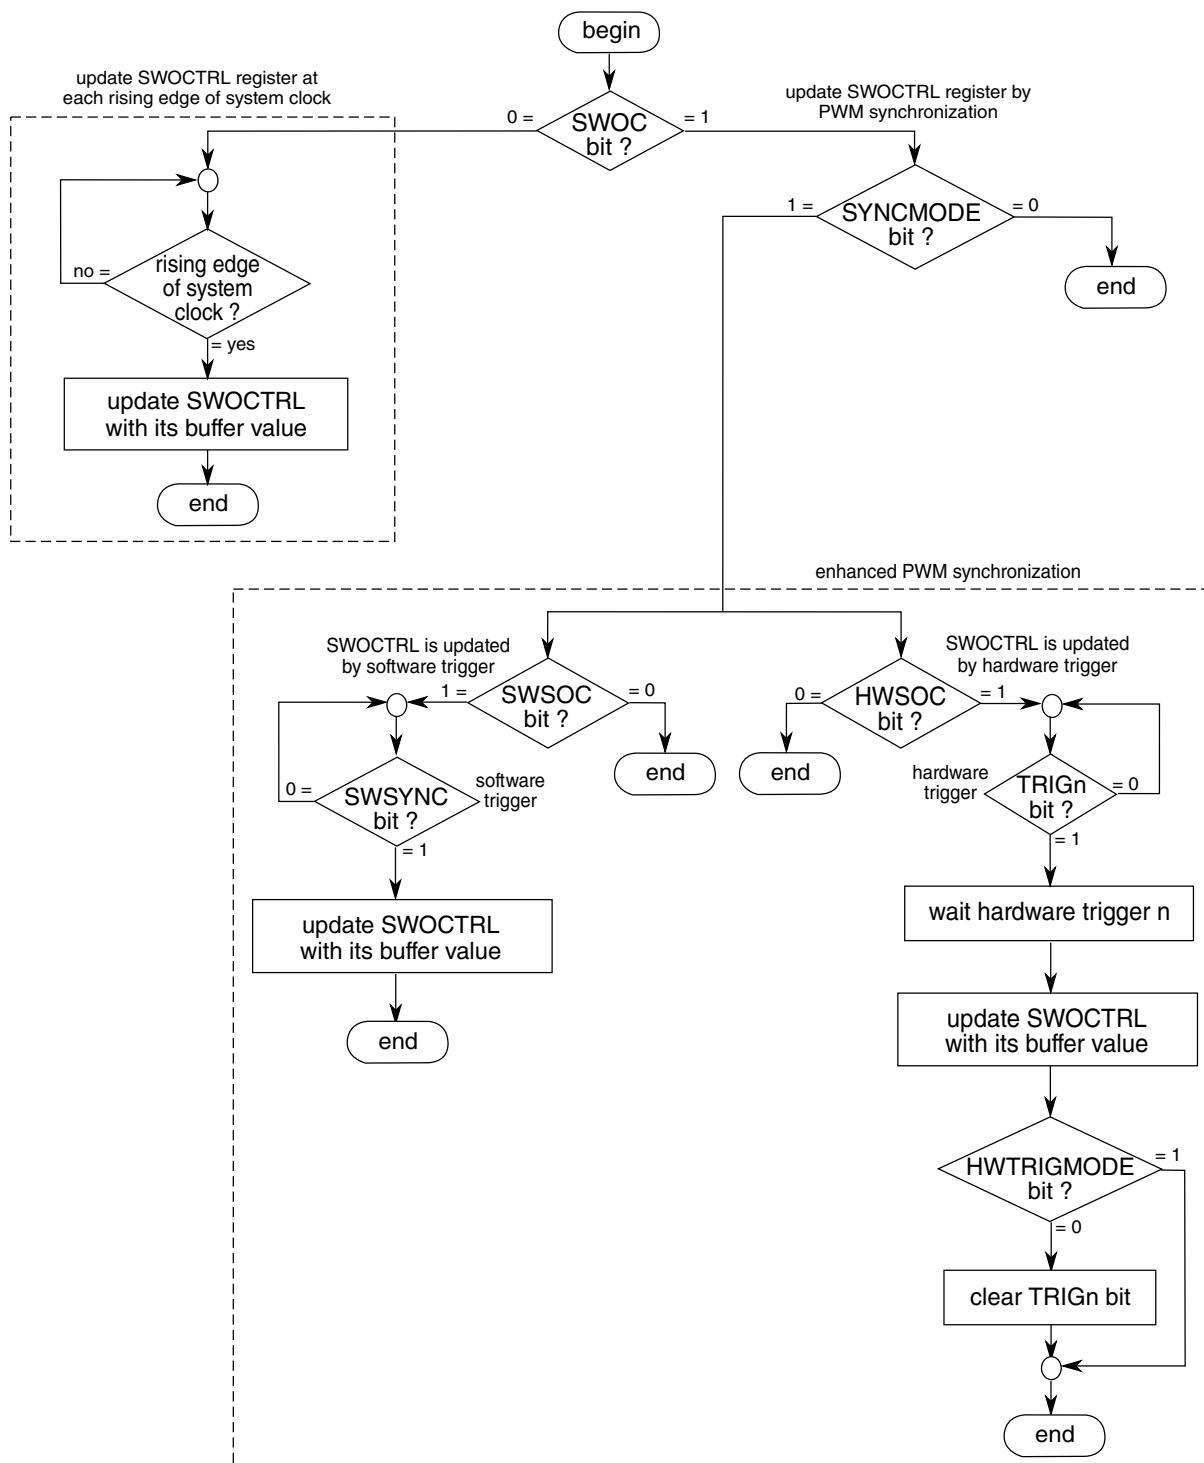 begin
update SWOCTRL register at
each rising edge of system clock
update SWOCTRL register by
PWM synchronization
0 =
SWOC
bit ?
= 1
1 =
SYNCMODE
bit ?
= 0
end
no =
rising edge
of system
clock ?
= yes
update SWOCTRL
with its buffer value
end
enhanced PWM synchronization
SWOCTRL is updated
by software trigger
SWOCTRL is updated
by hardware trigger
1 =
SWSOC
bit ?
= 0
end
0 =
HWSOC
bit ?
= 1
end
0 =
SWSYNC
bit ?
software
trigger
= 1
update SWOCTRL
with its buffer value
end
hardware
trigger
TRIGn
bit ?
= 0
= 1
wait hardware trigger n
update SWOCTRL
with its buffer value
HWTRIGMODE
bit ?
= 1
= 0
clear TRIGn bit
end